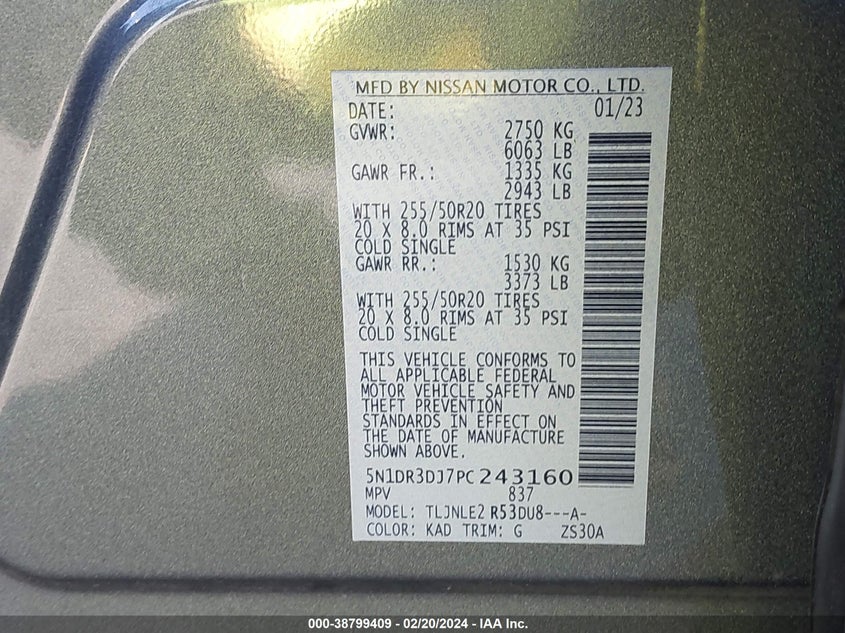 MFD BY NISSAN MOTOR CO., LTD.
DATE: 01/23
GVWR: 2750 KG
6063 LB
GAWR FR.: 1335 KG
2943 LB
WITH 255/50R20 TIRES
20 X 8.0 RIMS AT 35 PSI
COLD SINGLE
GAWR RR.: 1530 KG
3373 LB
WITH 255/50R20 TIRES
20 X 8.0 RIMS AT 35 PSI
COLD SINGLE
THIS VEHICLE CONFORMS TO
ALL APPLICABLE FEDERAL
MOTOR VEHICLE SAFETY AND
THEFT PREVENTION
STANDARDS IN EFFECT ON
THE DATE OF MANUFACTURE
SHOWN ABOVE.
5N1DR3DJ7PC243160
MPV 837
MODEL: TLJNLE2 R53DU8---A-
COLOR: KAD TRIM: G ZS30A
000-38799409 - 02/20/2024 - IAA Inc.